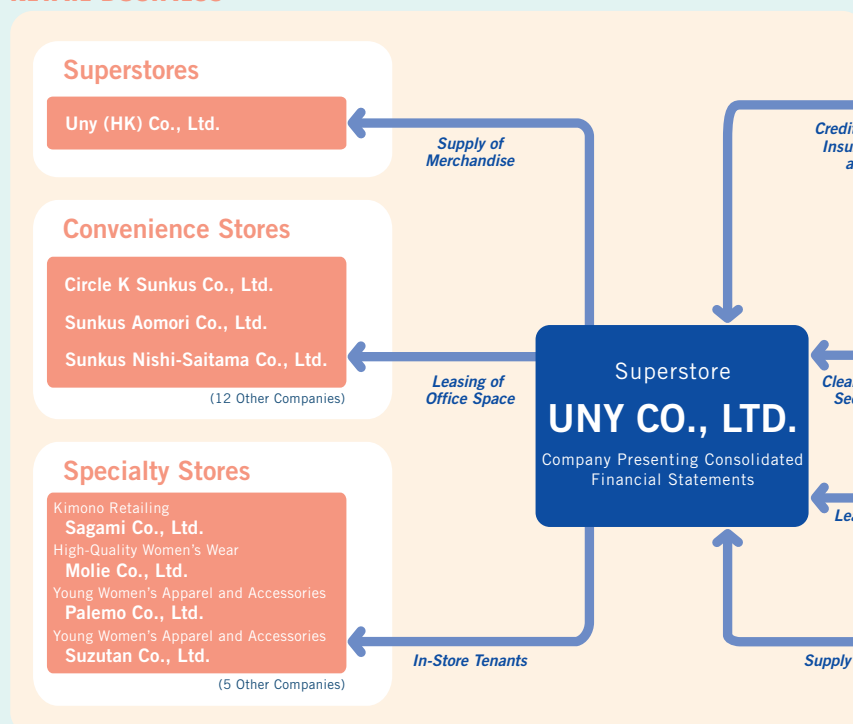 Superstores
Uny (HK) Co., Ltd.
Supply of
Merchandise
Convenience Stores
Circle K Sunkus Co., Ltd.
Sunkus Aomori Co., Ltd.
Sunkus Nishi-Saitama Co., Ltd.
(12 Other Companies)
Leasing of
Office Space
Specialty Stores
Kimono Retailing
Sagami Co., Ltd.
High-Quality Women's Wear
Molie Co., Ltd.
Young Women's Apparel and Accessories
Palemo Co., Ltd.
Young Women's Apparel and Accessories
Suzutan Co., Ltd.
(5 Other Companies)
In-Store Tenants
Superstore
UNY CO., LTD.
Company Presenting Consolidated
Financial Statements
Supply